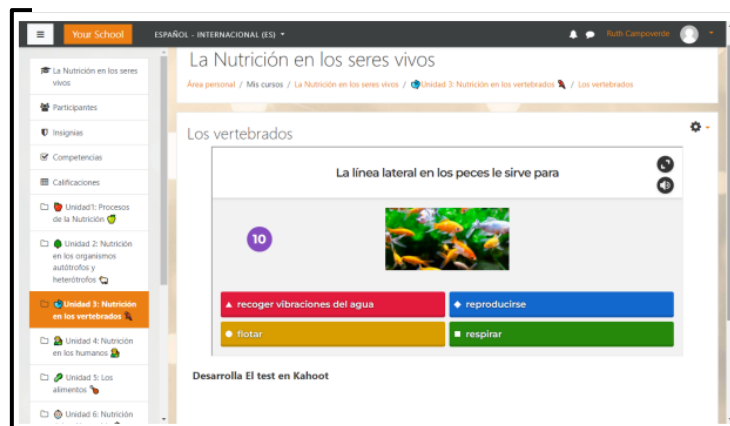 Your School
ESPAÑOL - INTERNACIONAL (ES)
Ruth Campoverde
La Nutrición en los seres vivos
Participantes
Insignias
Competencias
Calificaciones
Unidad1: Procesos de la Nutrición
Unidad 2: Nutrición en los organismos autótrofos y heterótrofos
Unidad 3: Nutrición en los vertebrados
Unidad 4: Nutrición en los humanos
Unidad 5: Los alimentos
Unidad 6: Nutrición
La Nutrición en los seres vivos
Área personal / Mis cursos / La Nutrición en los seres vivos / Unidad 3: Nutrición en los vertebrados / Los vertebrados
Los vertebrados
La línea lateral en los peces le sirve para
10
recoger vibraciones del agua
reproducirse
flotar
respirar
Desarrolla El test en Kahoot